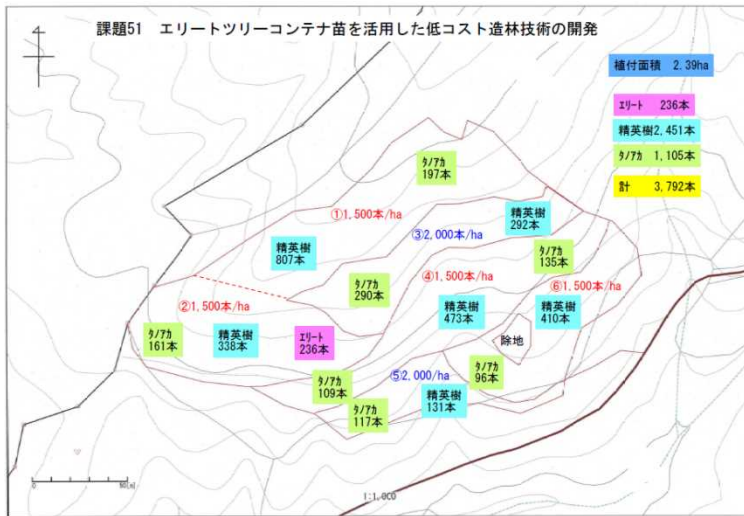 課題51 エリートツリーコンテナ苗を活用した低コスト造林技術の開発
植付面積 2.39ha
ｴﾘｰﾄ 236本
精英樹2,451本
ﾀﾉｱｶ 1,105本
計 3,792本
ﾀﾉｱｶ
197本
①1,500本/ha
精英樹
292本
③2,000本/ha
精英樹
807本
ﾀﾉｱｶ
135本
④1,500本/ha
⑥1,500本/ha
ﾀﾉｱｶ
290本
②1,500本/ha
精英樹
473本
精英樹
410本
ﾀﾉｱｶ
161本
精英樹
338本
ｴﾘｰﾄ
236本
除地
ﾀﾉｱｶ
96本
⑤2,000/ha
ﾀﾉｱｶ
109本
精英樹
131本
ﾀﾉｱｶ
117本
0 50(m)
1:1,000